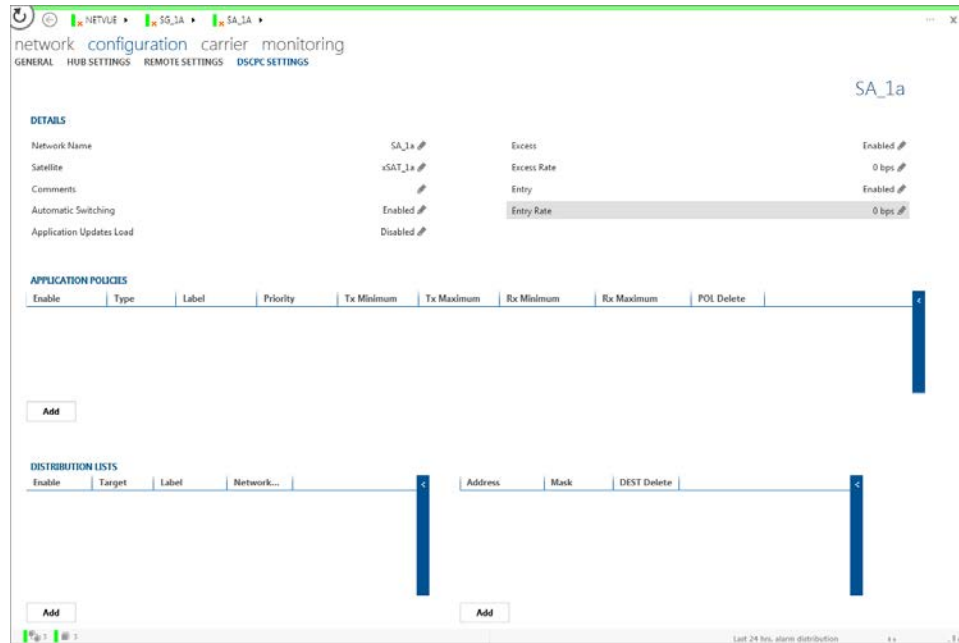 NETVUE SG_1A SA_1A
network configuration carrier monitoring
GENERAL HUB SETTINGS REMOTE SETTINGS DSCPC SETTINGS
SA_1a
DETAILS
Network Name SA_1a Excess Enabled
Satellite xSAT_1a Excess Rate 0 bps
Comments Entry Enabled
Automatic Switching Enabled Entry Rate 0 bps
Application Updates Load Disabled
APPLICATION POLICIES
Enable Type Label Priority Tx Minimum Tx Maximum Rx Minimum Rx Maximum POL Delete
Add
DISTRIBUTION LISTS
Enable Target Label Network... Address Mask DEST Delete
Add Add
Last 24 hrs. alarm distribution